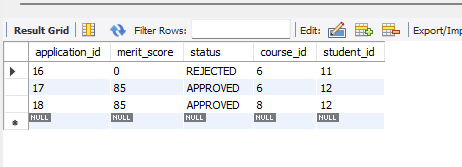 Result Grid Filter Rows: Edit: Export/Im
application_id merit_score status course_id student_id
16 0 REJECTED 6 11
17 85 APPROVED 6 12
18 85 APPROVED 8 12
NULL NULL NULL NULL NULL